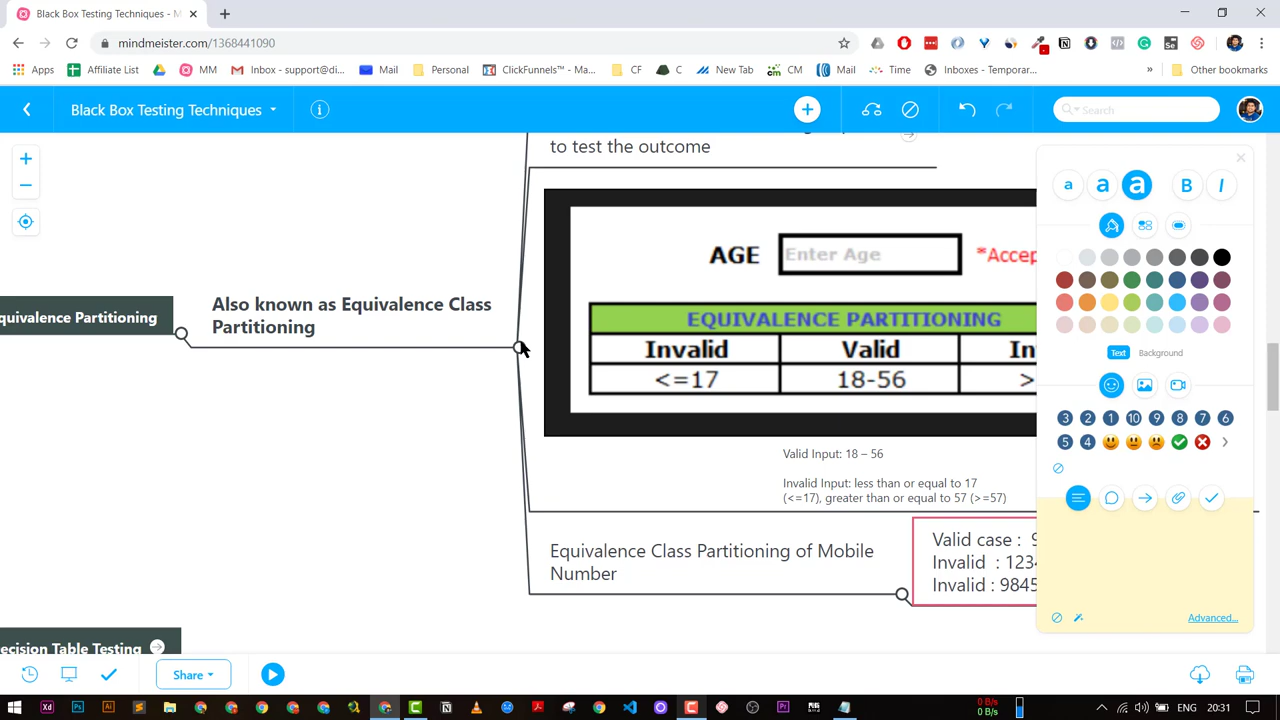 Black Box Testing Techniques - M
mindmeister.com/1368441090
Apps
Affiliate List
MM
Inbox - support@di...
Mail
Personal
ClickFunnels™ - Ma...
CF
C
New Tab
CM
Mail
Time
Inboxes - Temporar...
»
Other bookmarks
Black Box Testing Techniques
Search
to test the outcome
AGE
Enter Age
*Accep
EQUIVALENCE PARTITIONING
Invalid
Valid
In
<=17
18-56
>
Valid Input: 18 – 56
Invalid Input: less than or equal to 17
(<=17), greater than or equal to 57 (>=57)
quivalence Partitioning
Also known as Equivalence Class
Partitioning
Equivalence Class Partitioning of Mobile
Number
Valid case : 9
Invalid : 1234
Invalid : 9845
ecision Table Testing
a a a B I
Text
Background
3 2 1 10 9 8 7 6
5 4
Advanced...
Share
0 B/s
0 B/s
ENG
20:31